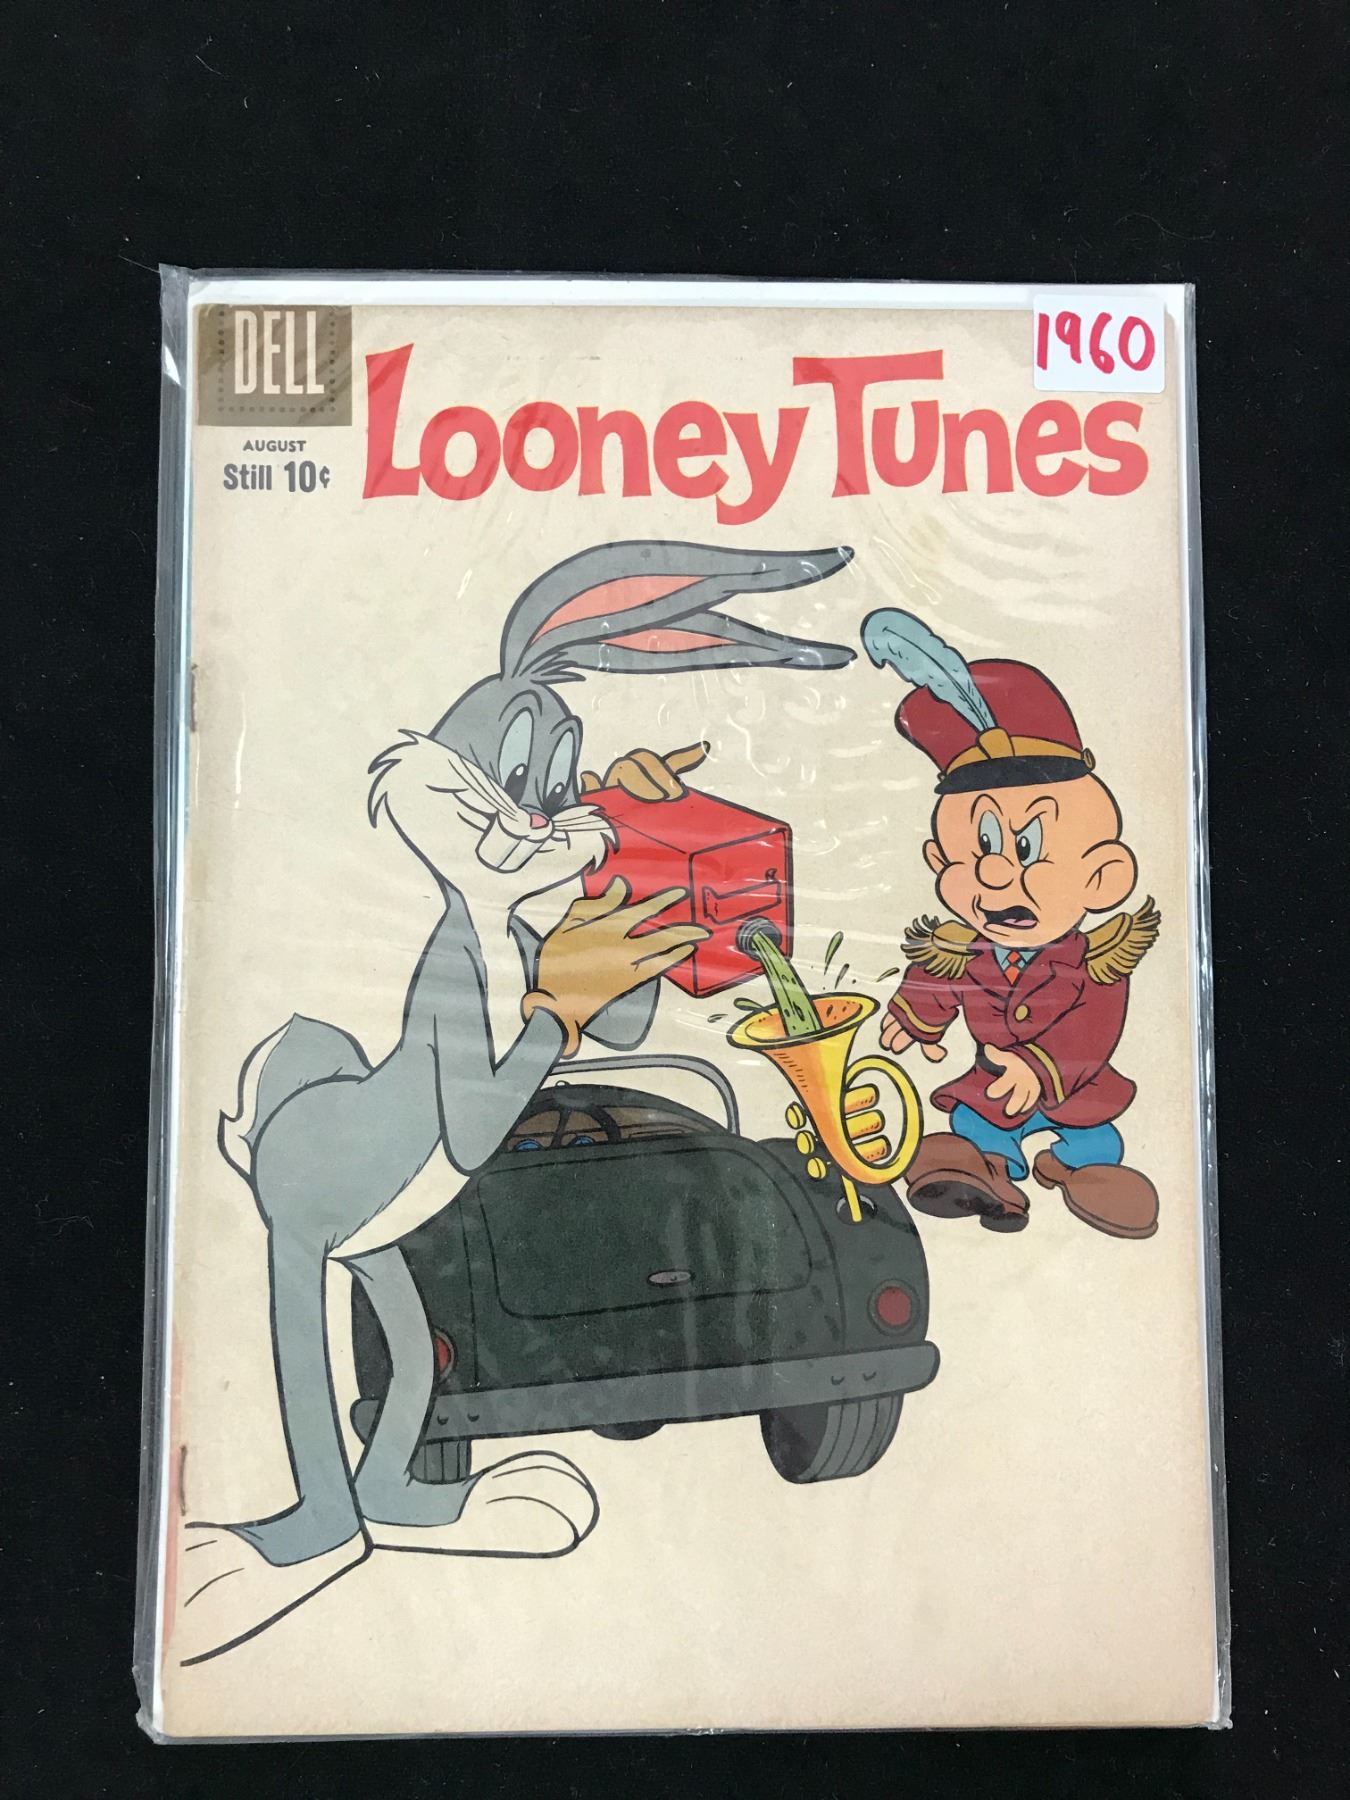 DELL
1960
Looney Tunes
AUGUST
Still 10¢